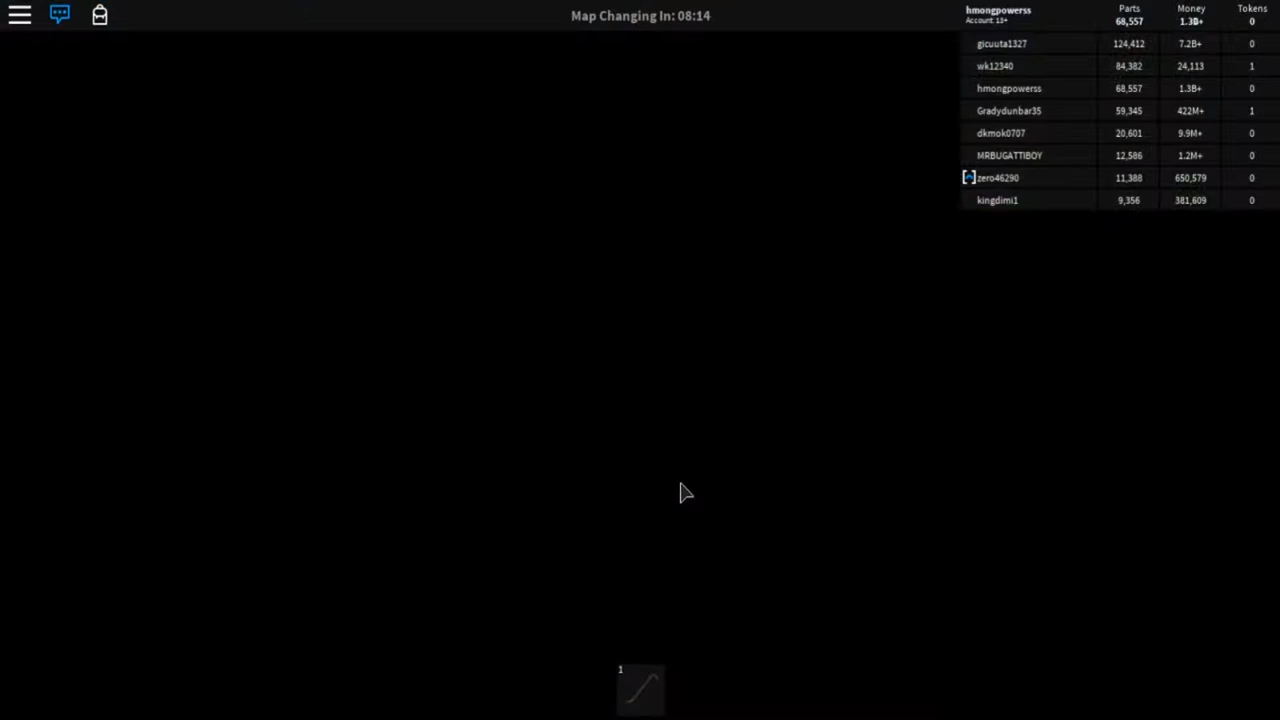 Map Changing In: 08:14
hmongpowerss Parts Money Tokens
Account: 13+ 68,557 1.3B+ 0
gicuuta1327 124,412 7.2B+ 0
wk12340 84,382 24,113 1
hmongpowerss 68,557 1.3B+ 0
Gradydunbar35 59,345 422M+ 1
dkmok0707 20,601 9.9M+ 0
MRBUGATTIBOY 12,586 1.2M+ 0
zero46290 11,388 650,579 0
kingdimi1 9,356 381,609 0
1